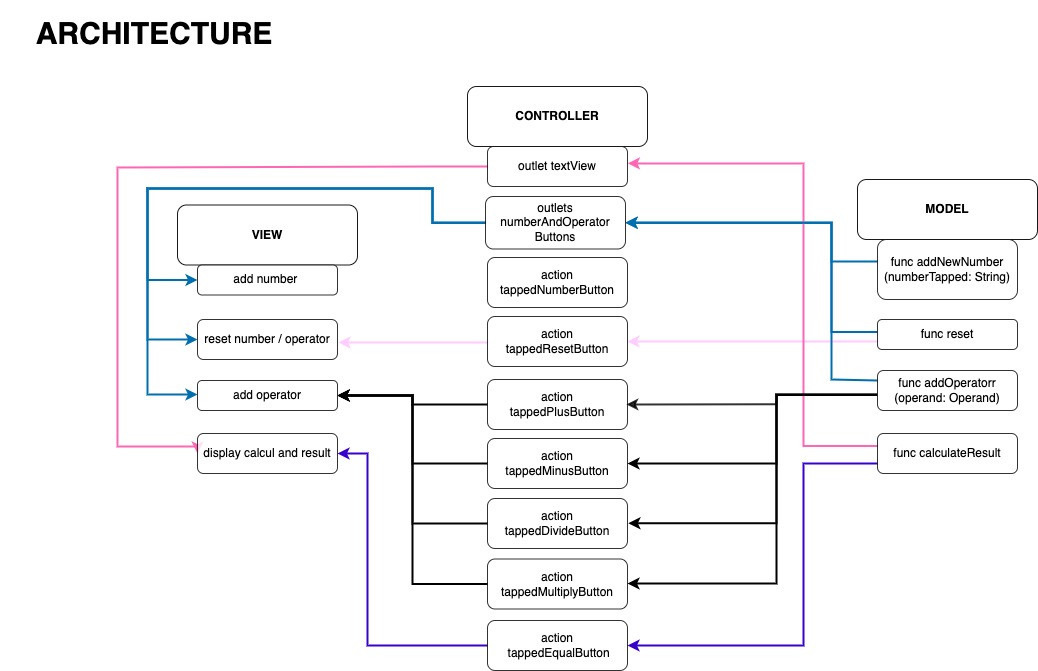 ARCHITECTURE
CONTROLLER
outlet textView
outlets
numberAndOperator
Buttons
action
tappedNumberButton
action
tappedResetButton
action
tappedPlusButton
action
tappedMinusButton
action
tappedDivideButton
action
tappedMultiplyButton
action
tappedEqualButton
VIEW
add number
reset number / operator
add operator
display calcul and result
MODEL
func addNewNumber
(numberTapped: String)
func reset
func addOperatorr
(operand: Operand)
func calculateResult